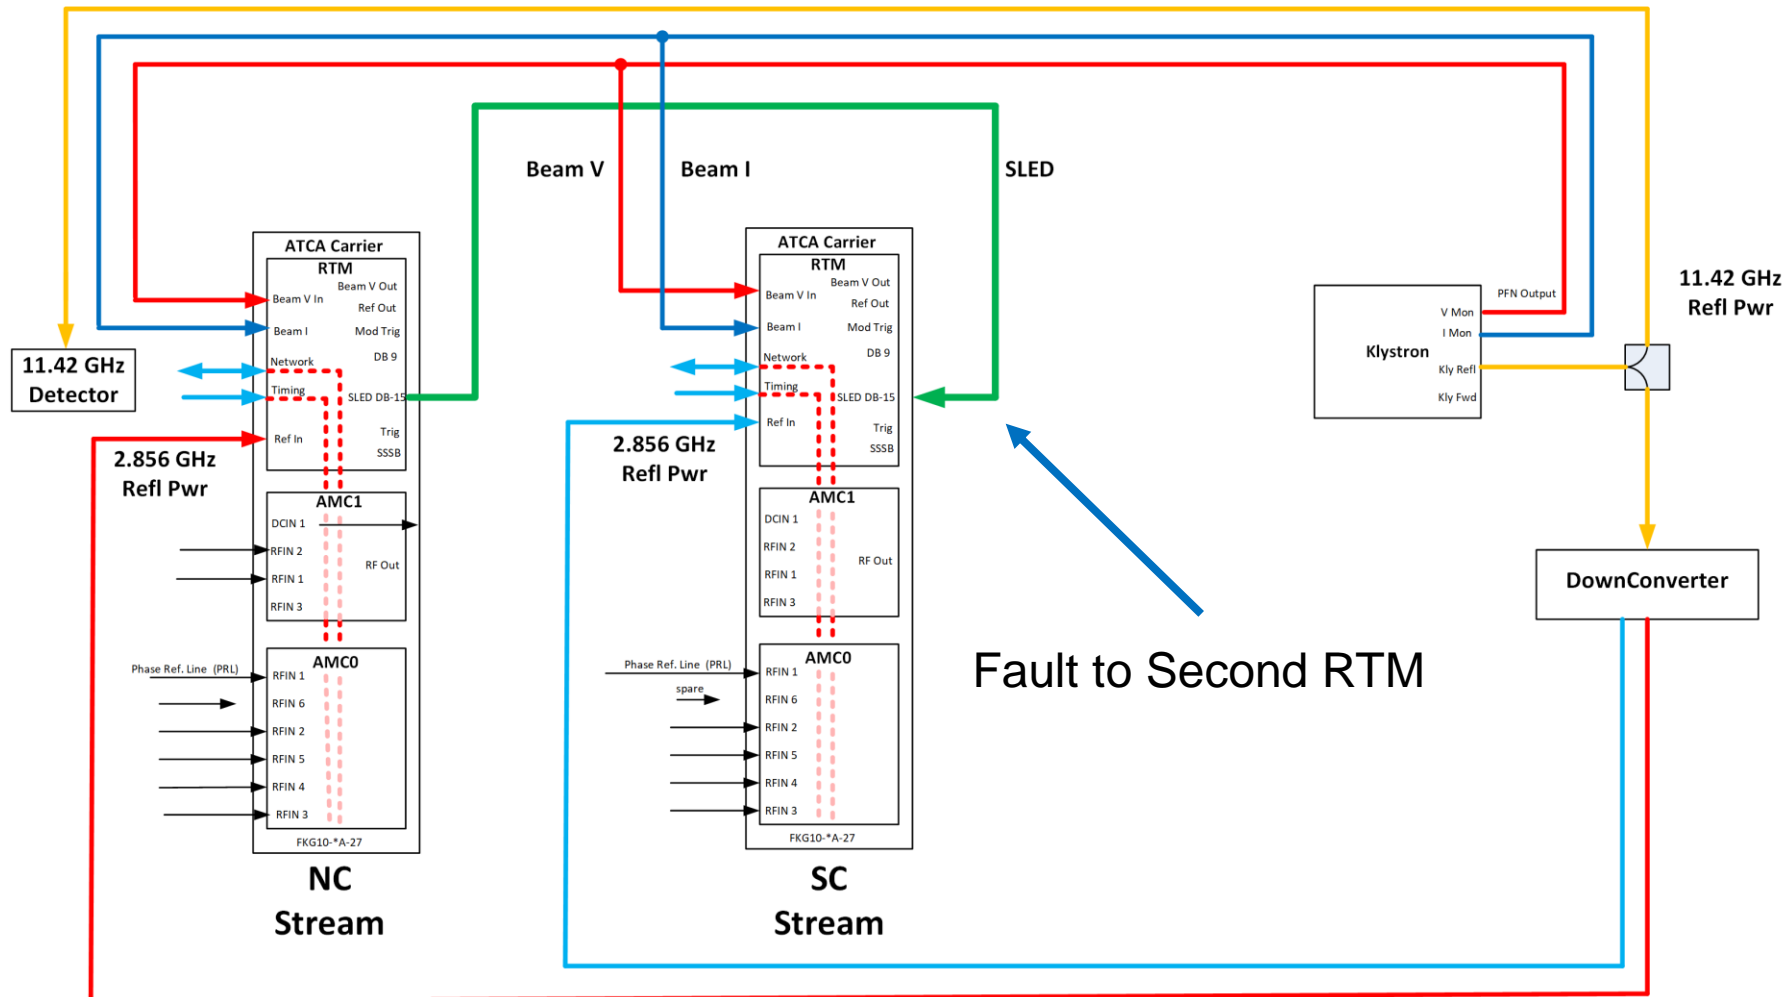 Beam V
Beam I
SLED
11.42 GHz
Refl Pwr
11.42 GHz
Detector
2.856 GHz
Refl Pwr
ATCA Carrier
RTM
Beam V Out
Beam V In
Ref Out
Beam I
Mod Trig
Network
DB 9
Timing
SLED DB-15
Trig
Ref In
SSSB
AMC1
DCIN 1
RFIN 2
RF Out
RFIN 1
RFIN 3
AMC0
Phase Ref. Line (PRL)
RFIN 1
RFIN 6
RFIN 2
RFIN 5
RFIN 4
RFIN 3
FKG10-*A-27
NC
Stream
2.856 GHz
Refl Pwr
ATCA Carrier
RTM
Beam V Out
Beam V In
Ref Out
Beam I
Mod Trig
Network
DB 9
Timing
SLED DB-15
Ref In
Trig
SSSB
AMC1
DCIN 1
RFIN 2
RF Out
RFIN 1
RFIN 3
AMC0
Phase Ref. Line (PRL)
RFIN 1
spare
RFIN 6
RFIN 2
RFIN 5
RFIN 4
RFIN 3
FKG10-*A-27
SC
Stream
Fault to Second RTM
PFN Output
V Mon
I Mon
Klystron
Kly Refl
Kly Fwd
DownConverter